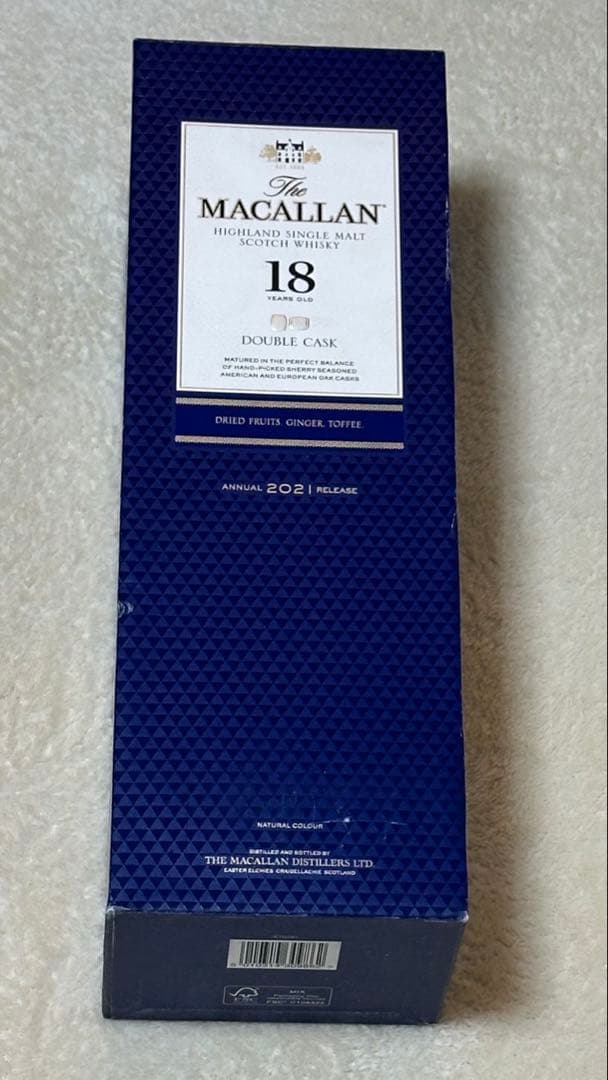 EST. 1824
The
MACALLAN
HIGHLAND SINGLE MALT
SCOTCH WHISKY
18
YEARS OLD
DOUBLE CASK
MATURED IN THE PERFECT BALANCE
OF HAND-PICKED SHERRY SEASONED
AMERICAN AND EUROPEAN OAK CASKS
DRIED FRUITS. GINGER. TOFFEE.
ANNUAL 2021 RELEASE
NATURAL COLOUR
DISTILLED AND BOTTLED BY
THE MACALLAN DISTILLERS LTD.
EASTER ELCHIES CRAIGELLACHIE SCOTLAND
MIX
FSC